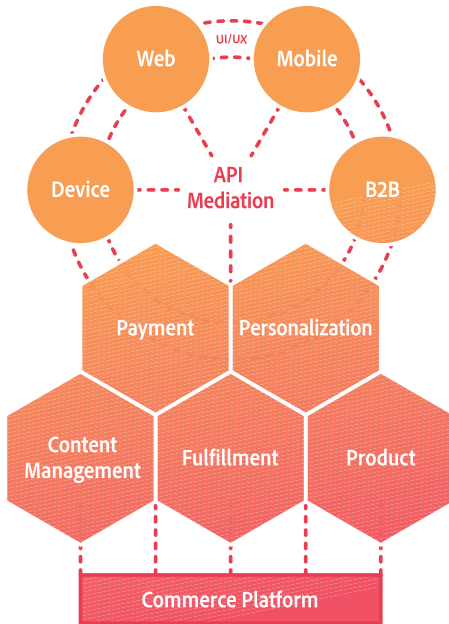 UI/UX
Web
Mobile
API
Mediation
Device
B2B
Payment
Personalization
Content
Management
Fulfillment
Product
Commerce Platform